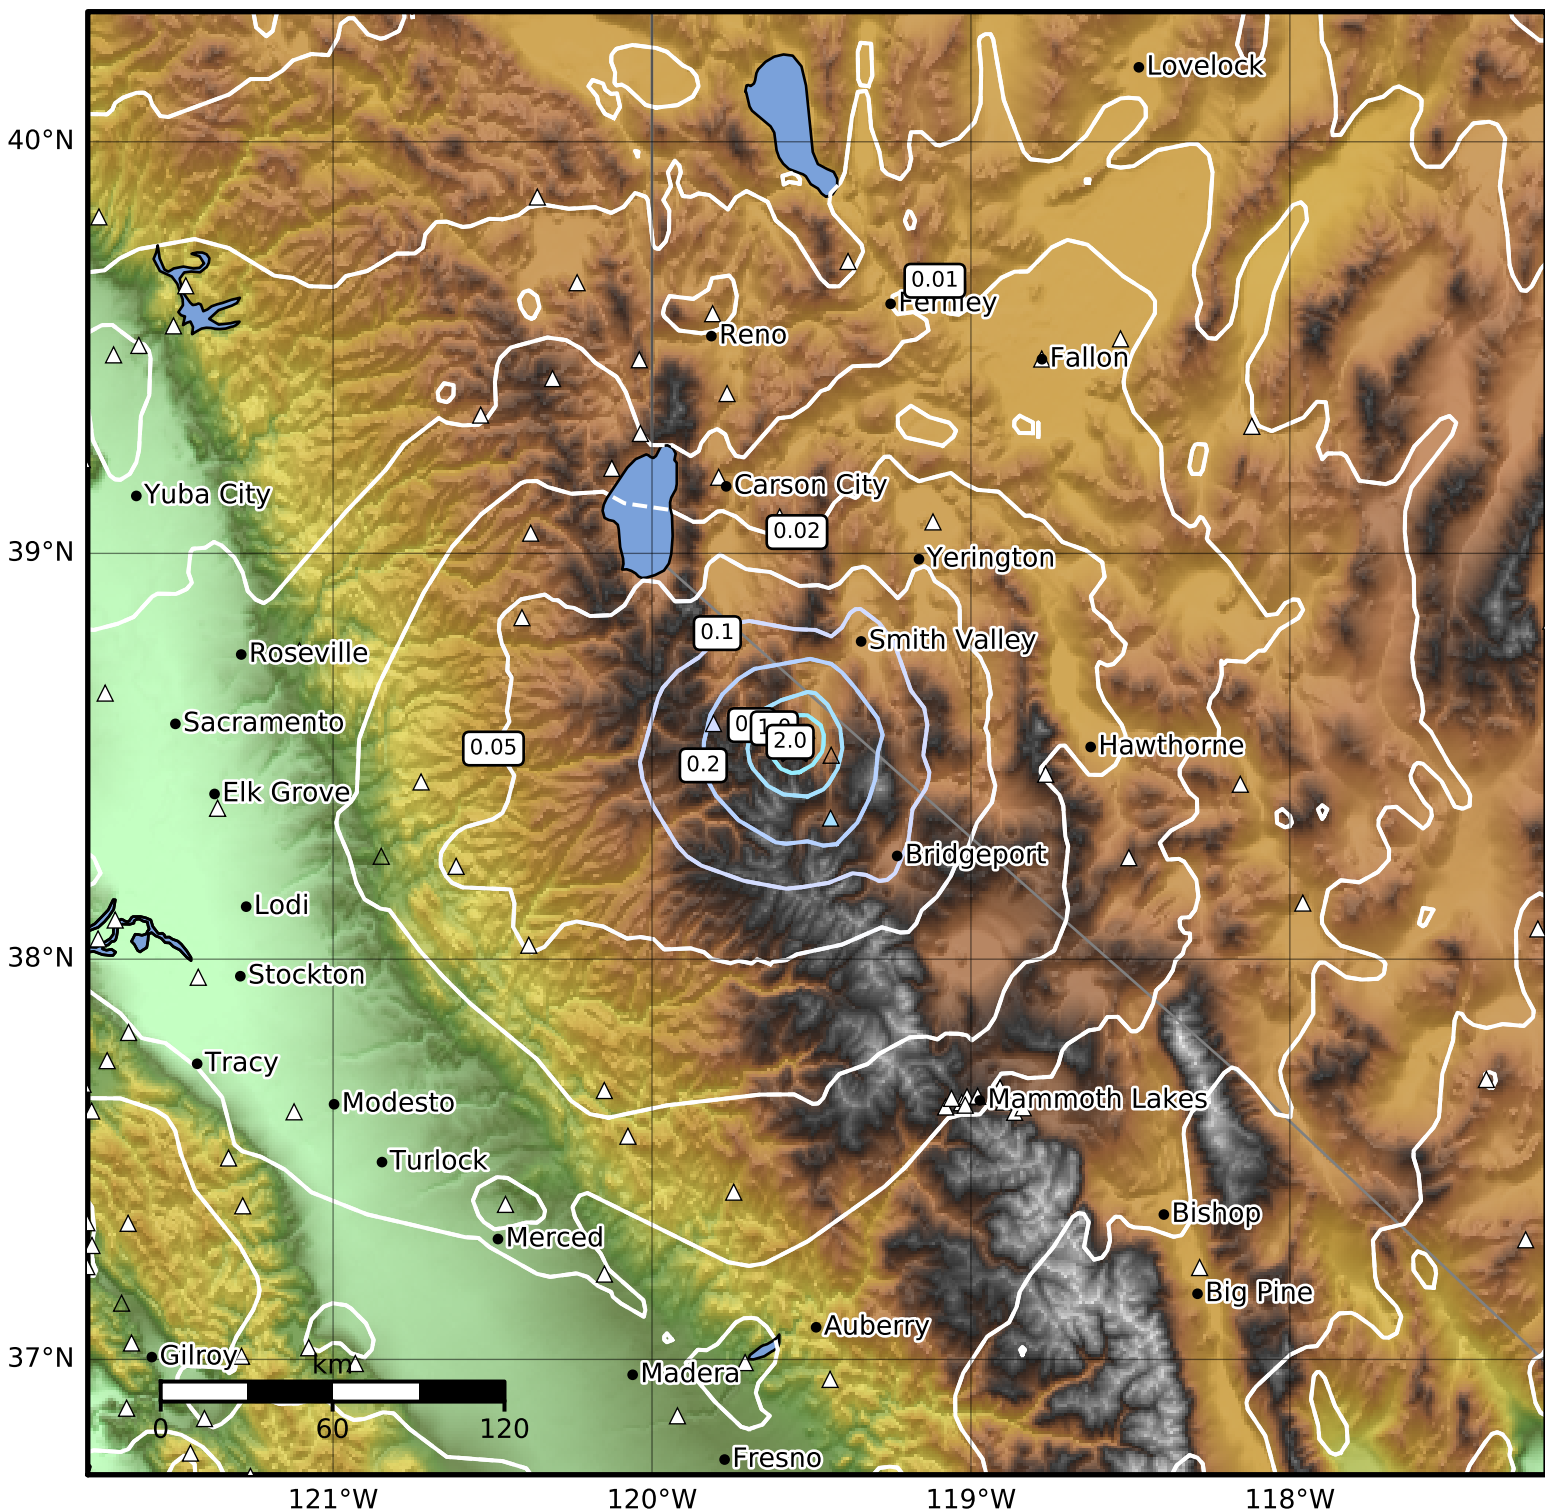 Lovelock
40°N
0.01
Fernley
Reno
Fallon
Carson City
Yuba City
0.02
39°N
Yerington
0.1
Smith Valley
Roseville
Sacramento
0.05
1.0
2.0
0.2
Hawthorne
Elk Grove
Bridgeport
Lodi
38°N
Stockton
Tracy
Modesto
Mammoth Lakes
Turlock
Merced
Bishop
Big Pine
Auberry
37°N
Gilroy
km
Madera
0 60 120
Fresno
121°W 120°W 119°W 118°W